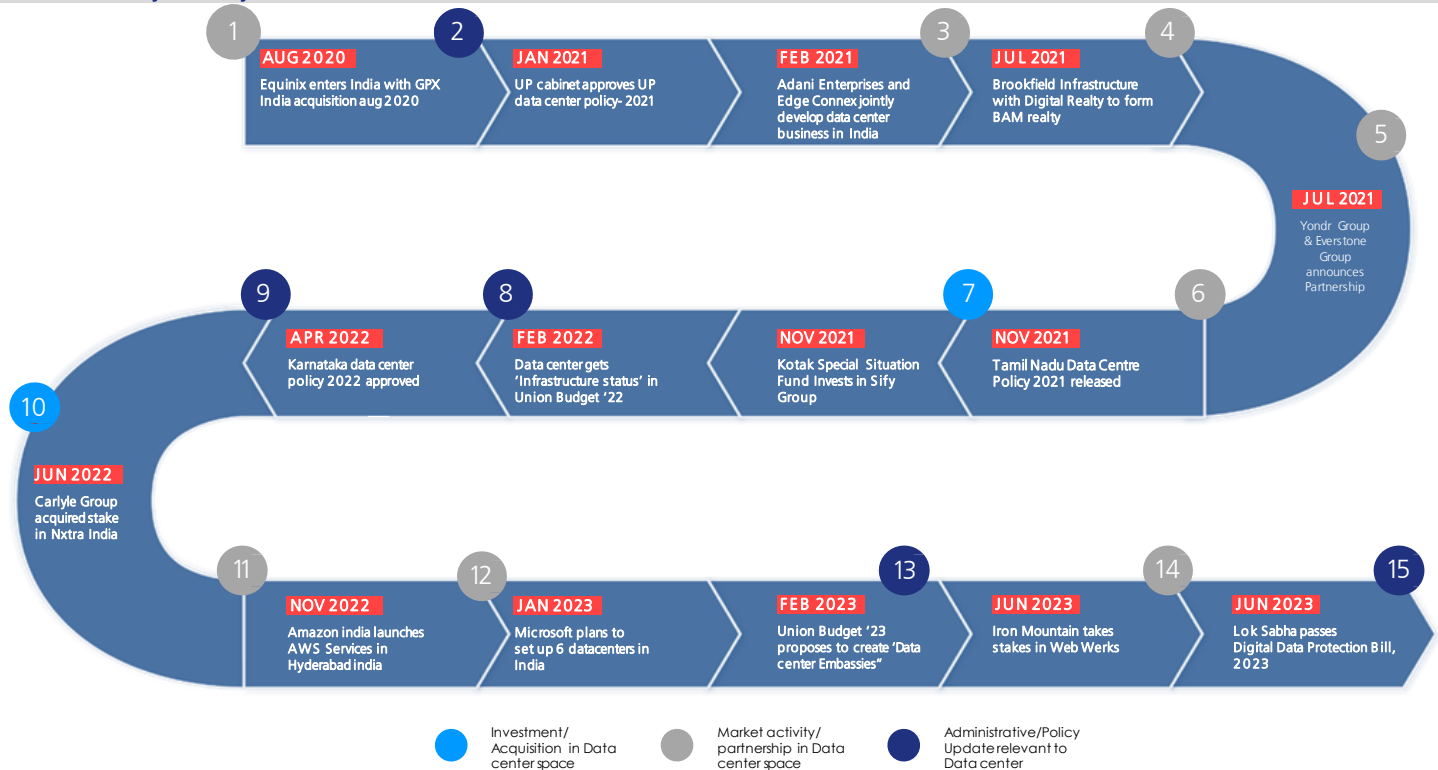 1
2
3
4
AUG 2020
Equinix enters India with GPX
India acquisition aug 2020
JAN 2021
UP cabinet approves UP
data center policy- 2021
FEB 2021
Adani Enterprises and
Edge Connex jointly
develop data center
business in India
JUL 2021
Brookfield Infrastructure
with Digital Realty to form
BAM realty
5
JUL 2021
Yondr Group
& Everstone
Group
announces
Partnership
6
7
8
9
NOV 2021
Tamil Nadu Data Centre
Policy 2021 released
NOV 2021
Kotak Special Situation
Fund Invests in Sify
Group
FEB 2022
Data center gets
‘Infrastructure status’ in
Union Budget ‘22
APR 2022
Karnataka data center
policy 2022 approved
10
JUN 2022
Carlyle Group
acquired stake
in Nxtra India
11
12
13
14
15
NOV 2022
Amazon india launches
AWS Services in
Hyderabad india
JAN 2023
Microsoft plans to
set up 6 datacenters in
India
FEB 2023
Union Budget ‘23
proposes to create ‘Data
center Embassies”
JUN 2023
Iron Mountain takes
stakes in Web Werks
JUN 2023
Lok Sabha passes
Digital Data Protection Bill,
2023
Investment/
Acquisition in Data
center space
Market activity/
partnership in Data
center space
Administrative/Policy
Update relevant to
Data center